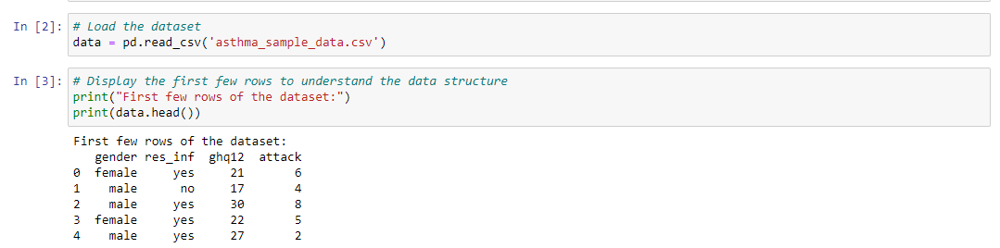 In [2]: # Load the dataset
data = pd.read_csv('asthma_sample_data.csv')
In [3]: # Display the first few rows to understand the data structure
print("First few rows of the dataset:")
print(data.head())
First few rows of the dataset:
gender res_inf ghq12 attack
0 female yes 21 6
1 male no 17 4
2 male yes 30 8
3 female yes 22 5
4 male yes 27 2